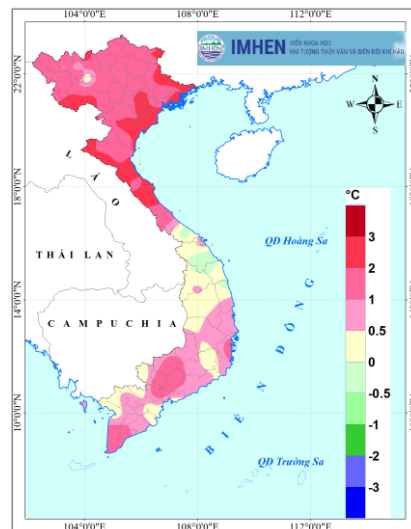 104°0'0"E 108°0'0"E 112°0'0"E
IMHEN VIỆN KHOA HỌC
KHÍ TƯỢNG THỦY VĂN VÀ BIẾN ĐỔI KHÍ HẬU
22°0'0"N
N
W E
S
LÀO
18°0'0"N
°C
3
2
1
0.5
0
-0.5
-1
-2
-3
QĐ Hoàng Sa
THÁI LAN
14°0'0"N
CAMPUCHIA
BIỂN ĐÔNG
10°0'0"N
QĐ Trường Sa
104°0'0"E 108°0'0"E 112°0'0"E